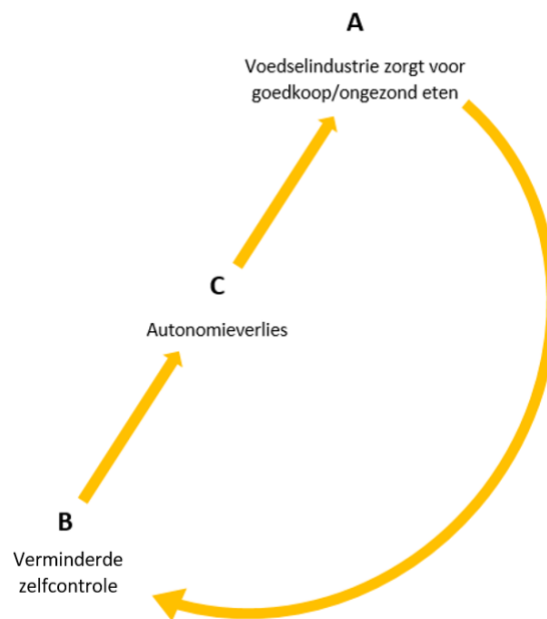 A
Voedselindustrie zorgt voor
goedkoop/ongezond eten
C
Autonomieverlies
B
Verminderde
zelfcontrole